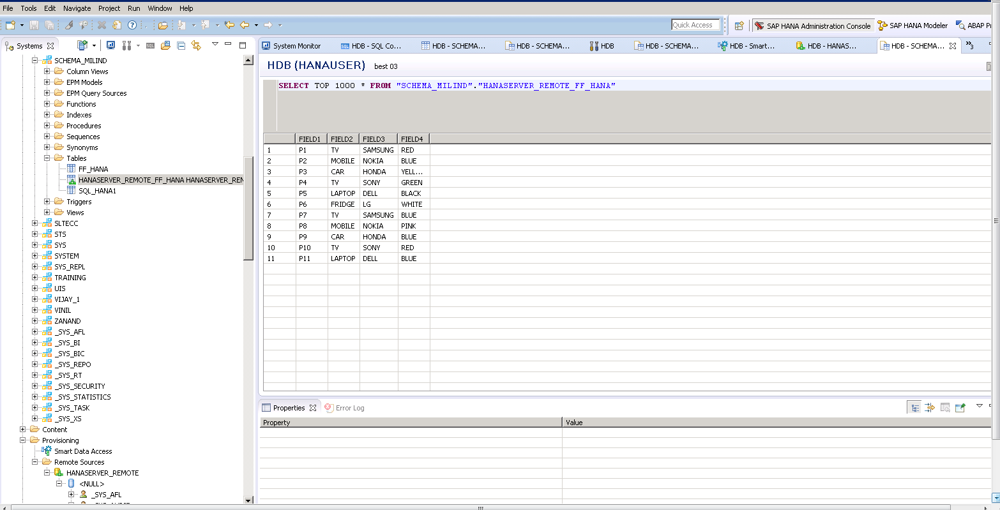 File Tools Edit Navigate Project Run Window Help
Quick Access SAP HANA Administration Console SAP HANA Modeler ABAP
Systems
System Monitor HDB - SQL Co... HDB - SCHEMA... HDB - SCHEMA... HDB HDB - SCHEMA... HDB - Smart... HDB - HANAS... HDB - SCHEMA... »3
SCHEMA_MILIND
Column Views
EPM Models
EPM Query Sources
Functions
Indexes
Procedures
Sequences
Synonyms
Tables
FF_HANA
HANASERVER_REMOTE_FF_HANA HANASERVER_REM
SQL_HANA1
Triggers
Views
SLTECC
STS
SYS
SYSTEM
SYS_REPL
TRAINING
UIS
VIJAY_1
VINIL
ZANAND
_SYS_AFL
_SYS_BI
_SYS_BIC
_SYS_REPO
_SYS_RT
_SYS_SECURITY
_SYS_STATISTICS
_SYS_TASK
_SYS_XS
Content
Provisioning
Smart Data Access
Remote Sources
HANASERVER_REMOTE
<NULL>
_SYS_AFL
HDB (HANAUSER) best 03
SELECT TOP 1000 * FROM "SCHEMA_MILIND"."HANASERVER_REMOTE_FF_HANA"
FIELD1 FIELD2 FIELD3 FIELD4
1 P1 TV SAMSUNG RED
2 P2 MOBILE NOKIA BLUE
3 P3 CAR HONDA YELL...
4 P4 TV SONY GREEN
5 P5 LAPTOP DELL BLACK
6 P6 FRIDGE LG WHITE
7 P7 TV SAMSUNG BLUE
8 P8 MOBILE NOKIA PINK
9 P9 CAR HONDA BLUE
10 P10 TV SONY RED
11 P11 LAPTOP DELL BLUE
Properties Error Log
Property Value